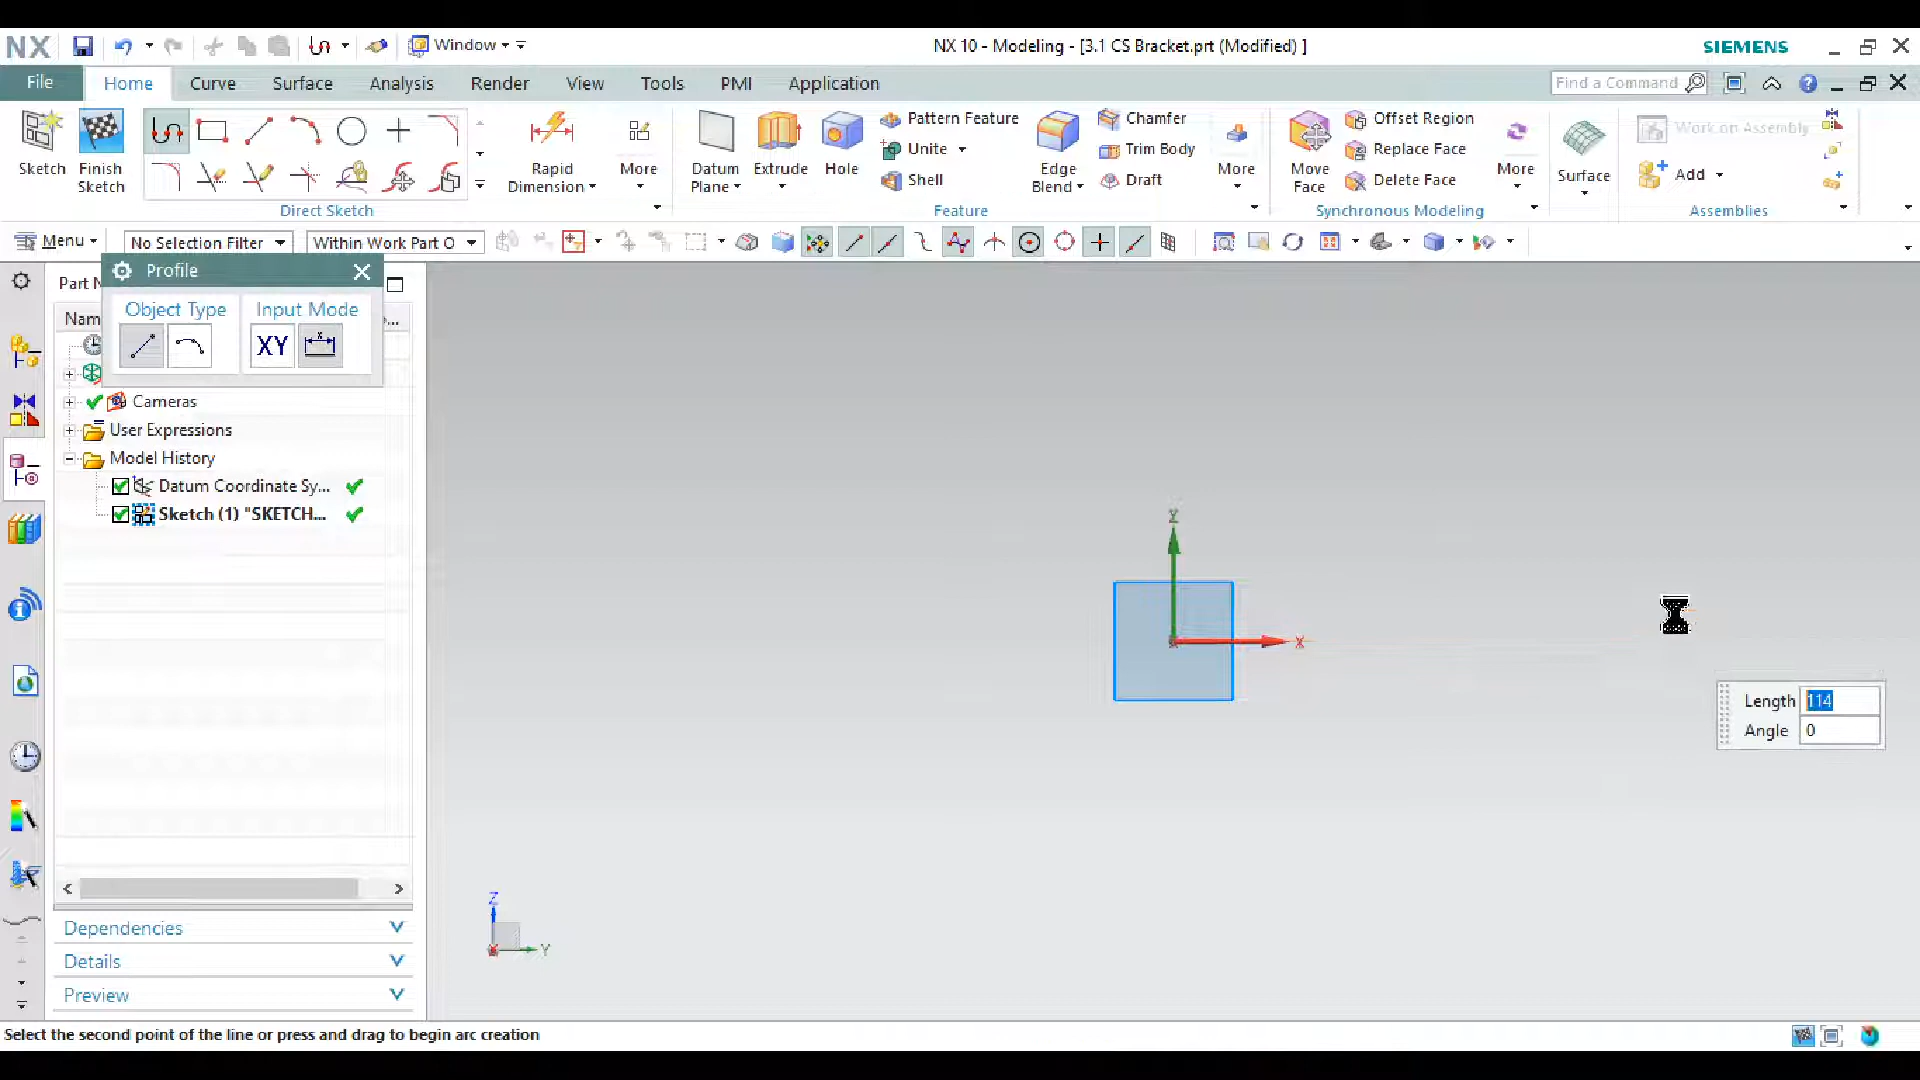 NX Window NX 10 - Modeling - [3.1 CS Bracket.prt (Modified) ] SIEMENS
File Home Curve Surface Analysis Render View Tools PMI Application Find a Command
Sketch
Finish Sketch
Direct Sketch
Rapid Dimension
More
Datum Plane
Extrude
Hole
Pattern Feature
Unite
Shell
Edge Blend
Chamfer
Trim Body
Draft
More
Feature
Move Face
Offset Region
Replace Face
Delete Face
More
Synchronous Modeling
Surface
Work on Assembly
Add
Assemblies
Menu No Selection Filter Within Work Part O
Profile
Object Type Input Mode
XY
Part N
Nam
...
Cameras
User Expressions
Model History
Datum Coordinate Sy...
Sketch (1) "SKETCH...
Dependencies
Details
Preview
Y
X
Length 114
Angle 0
Z
Y
Select the second point of the line or press and drag to begin arc creation